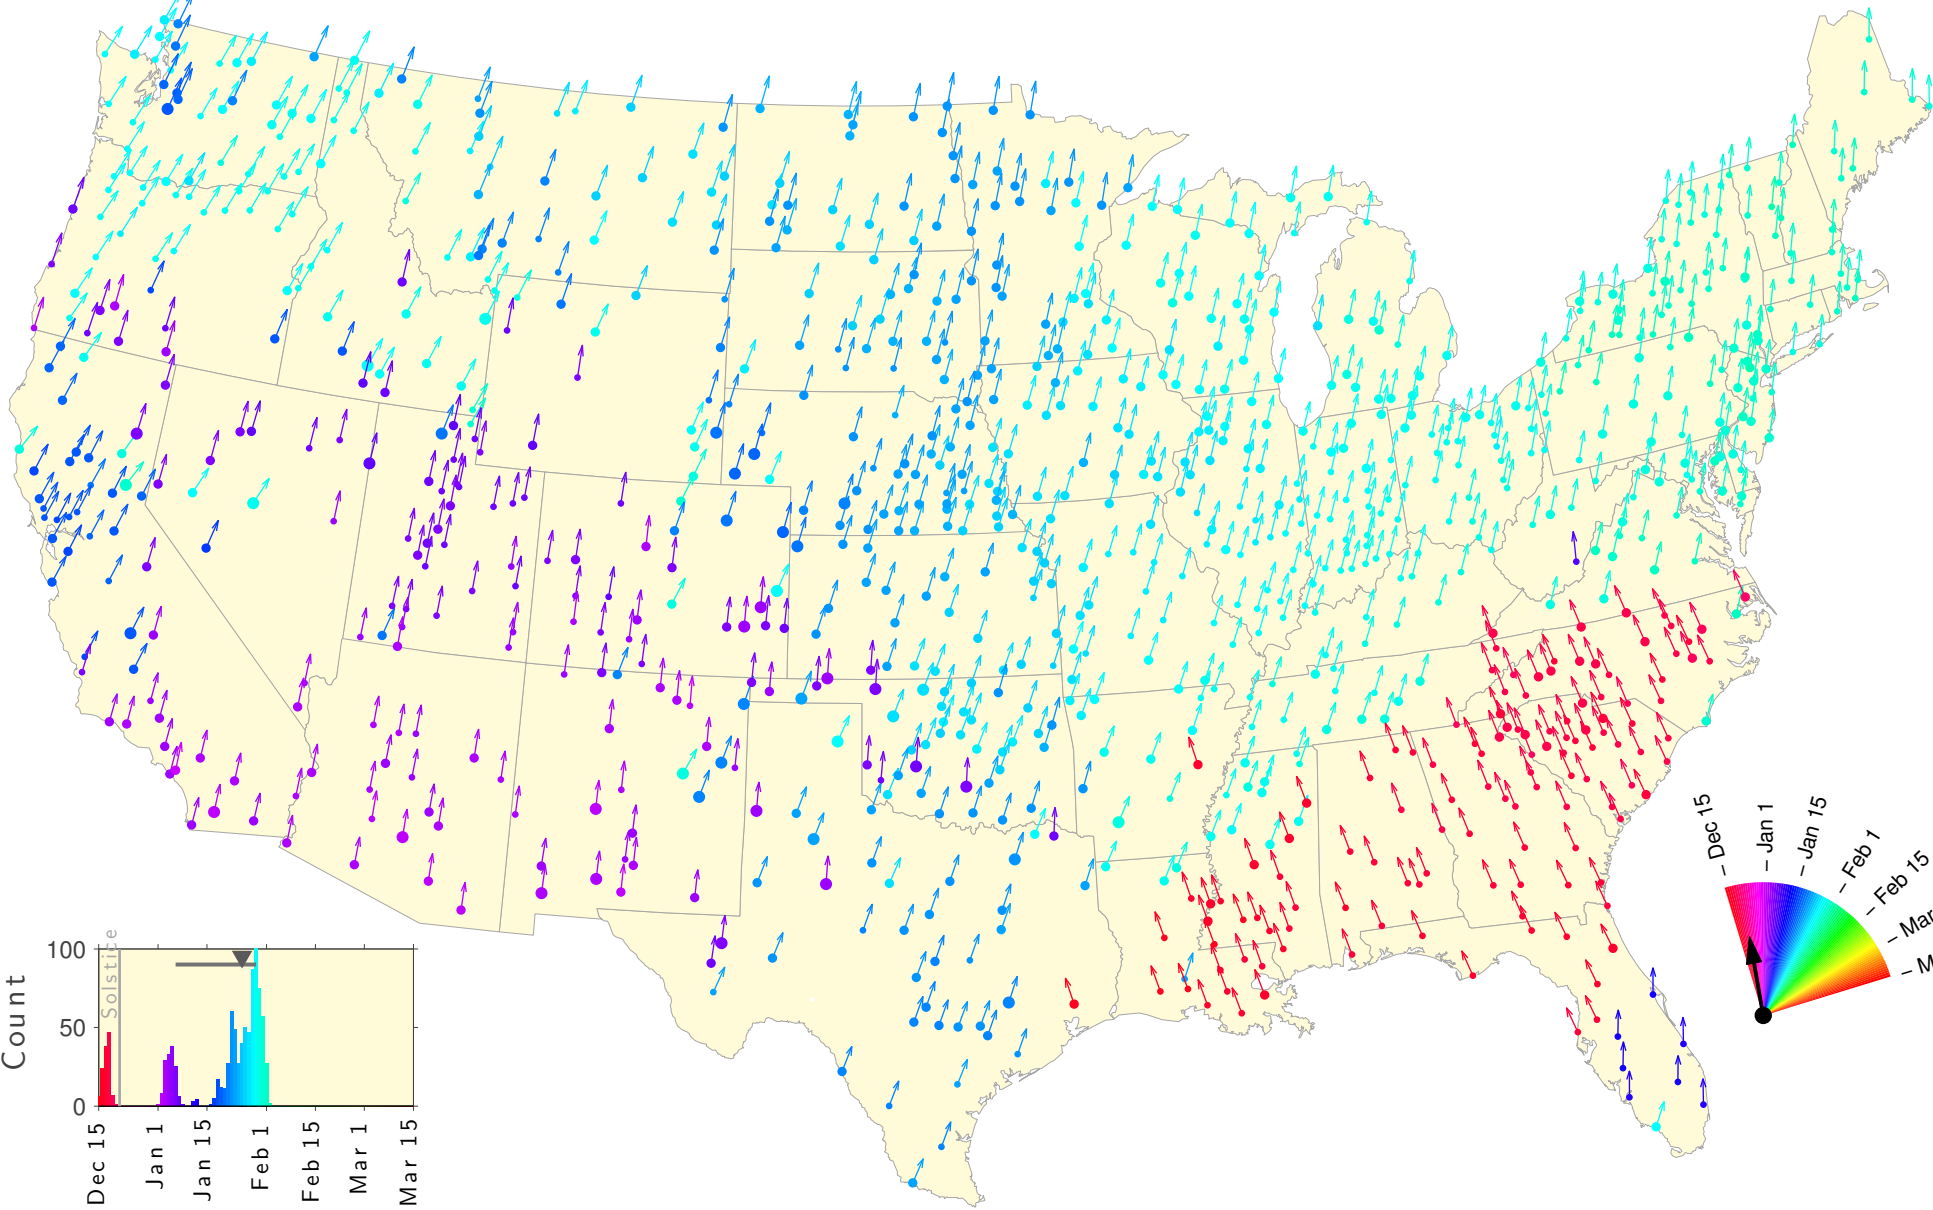 – Dec 15
– Jan 1
– Jan 15
– Feb 1
– Feb 15
– Mar
– M
100
50
0
Count
Solstice
Dec 15
Jan 1
Jan 15
Feb 1
Feb 15
Mar 1
Mar 15